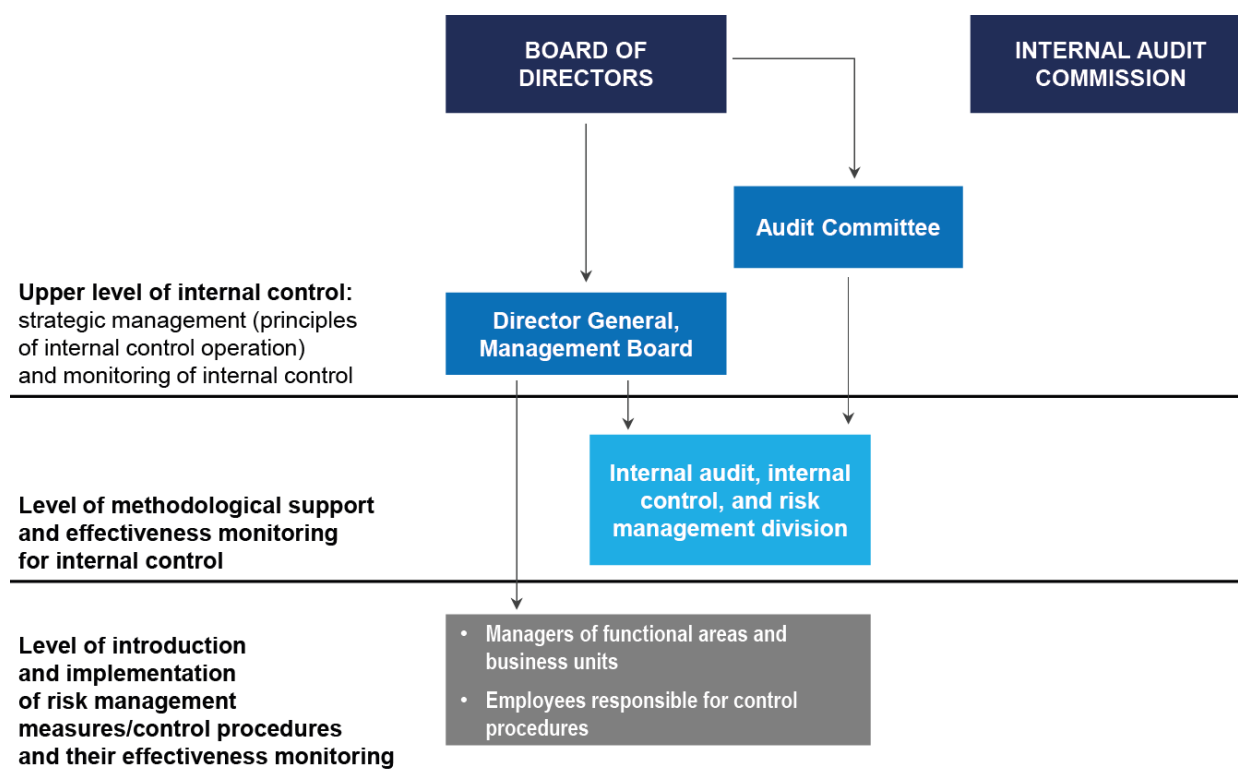 BOARD OF
DIRECTORS
INTERNAL AUDIT
COMMISSION
Audit Committee
Upper level of internal control:
strategic management (principles
of internal control operation)
and monitoring of internal control
Director General,
Management Board
Level of methodological support
and effectiveness monitoring
for internal control
Internal audit, internal
control, and risk
management division
Level of introduction
and implementation
of risk management
measures/control procedures
and their effectiveness monitoring
• Managers of functional areas and
business units
• Employees responsible for control
procedures